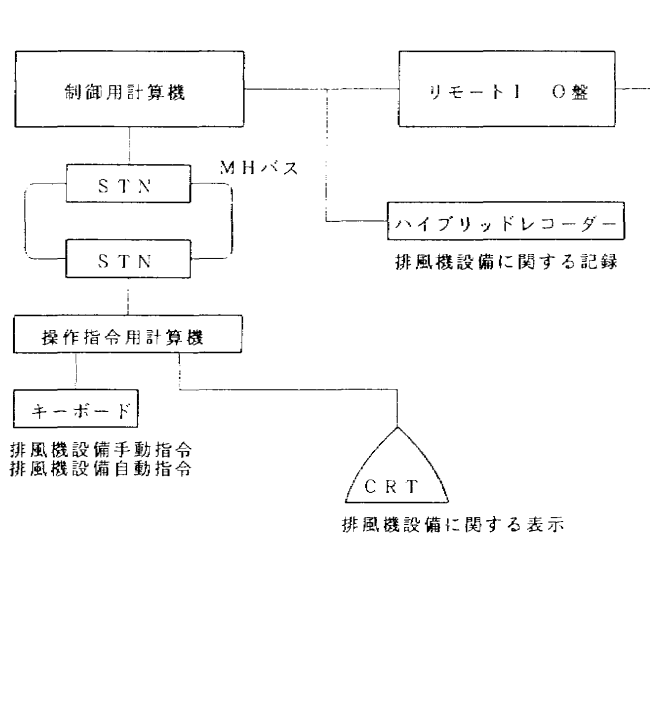 制御用計算機
リモートI O盤
MHバス
STN
ハイブリッドレコーダー
排風機設備に関する記録
STN
操作指令用計算機
キーボード
排風機設備手動指令
排風機設備自動指令
CRT
排風機設備に関する表示